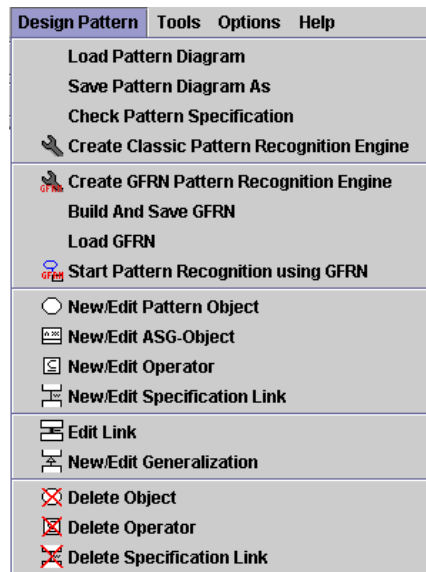 Design Pattern Tools Options Help
Load Pattern Diagram
Save Pattern Diagram As
Check Pattern Specification
Create Classic Pattern Recognition Engine
GFRN Create GFRN Pattern Recognition Engine
Build And Save GFRN
Load GFRN
GFRN Start Pattern Recognition using GFRN
New/Edit Pattern Object
New/Edit ASG-Object
New/Edit Operator
New/Edit Specification Link
Edit Link
New/Edit Generalization
Delete Object
Delete Operator
Delete Specification Link